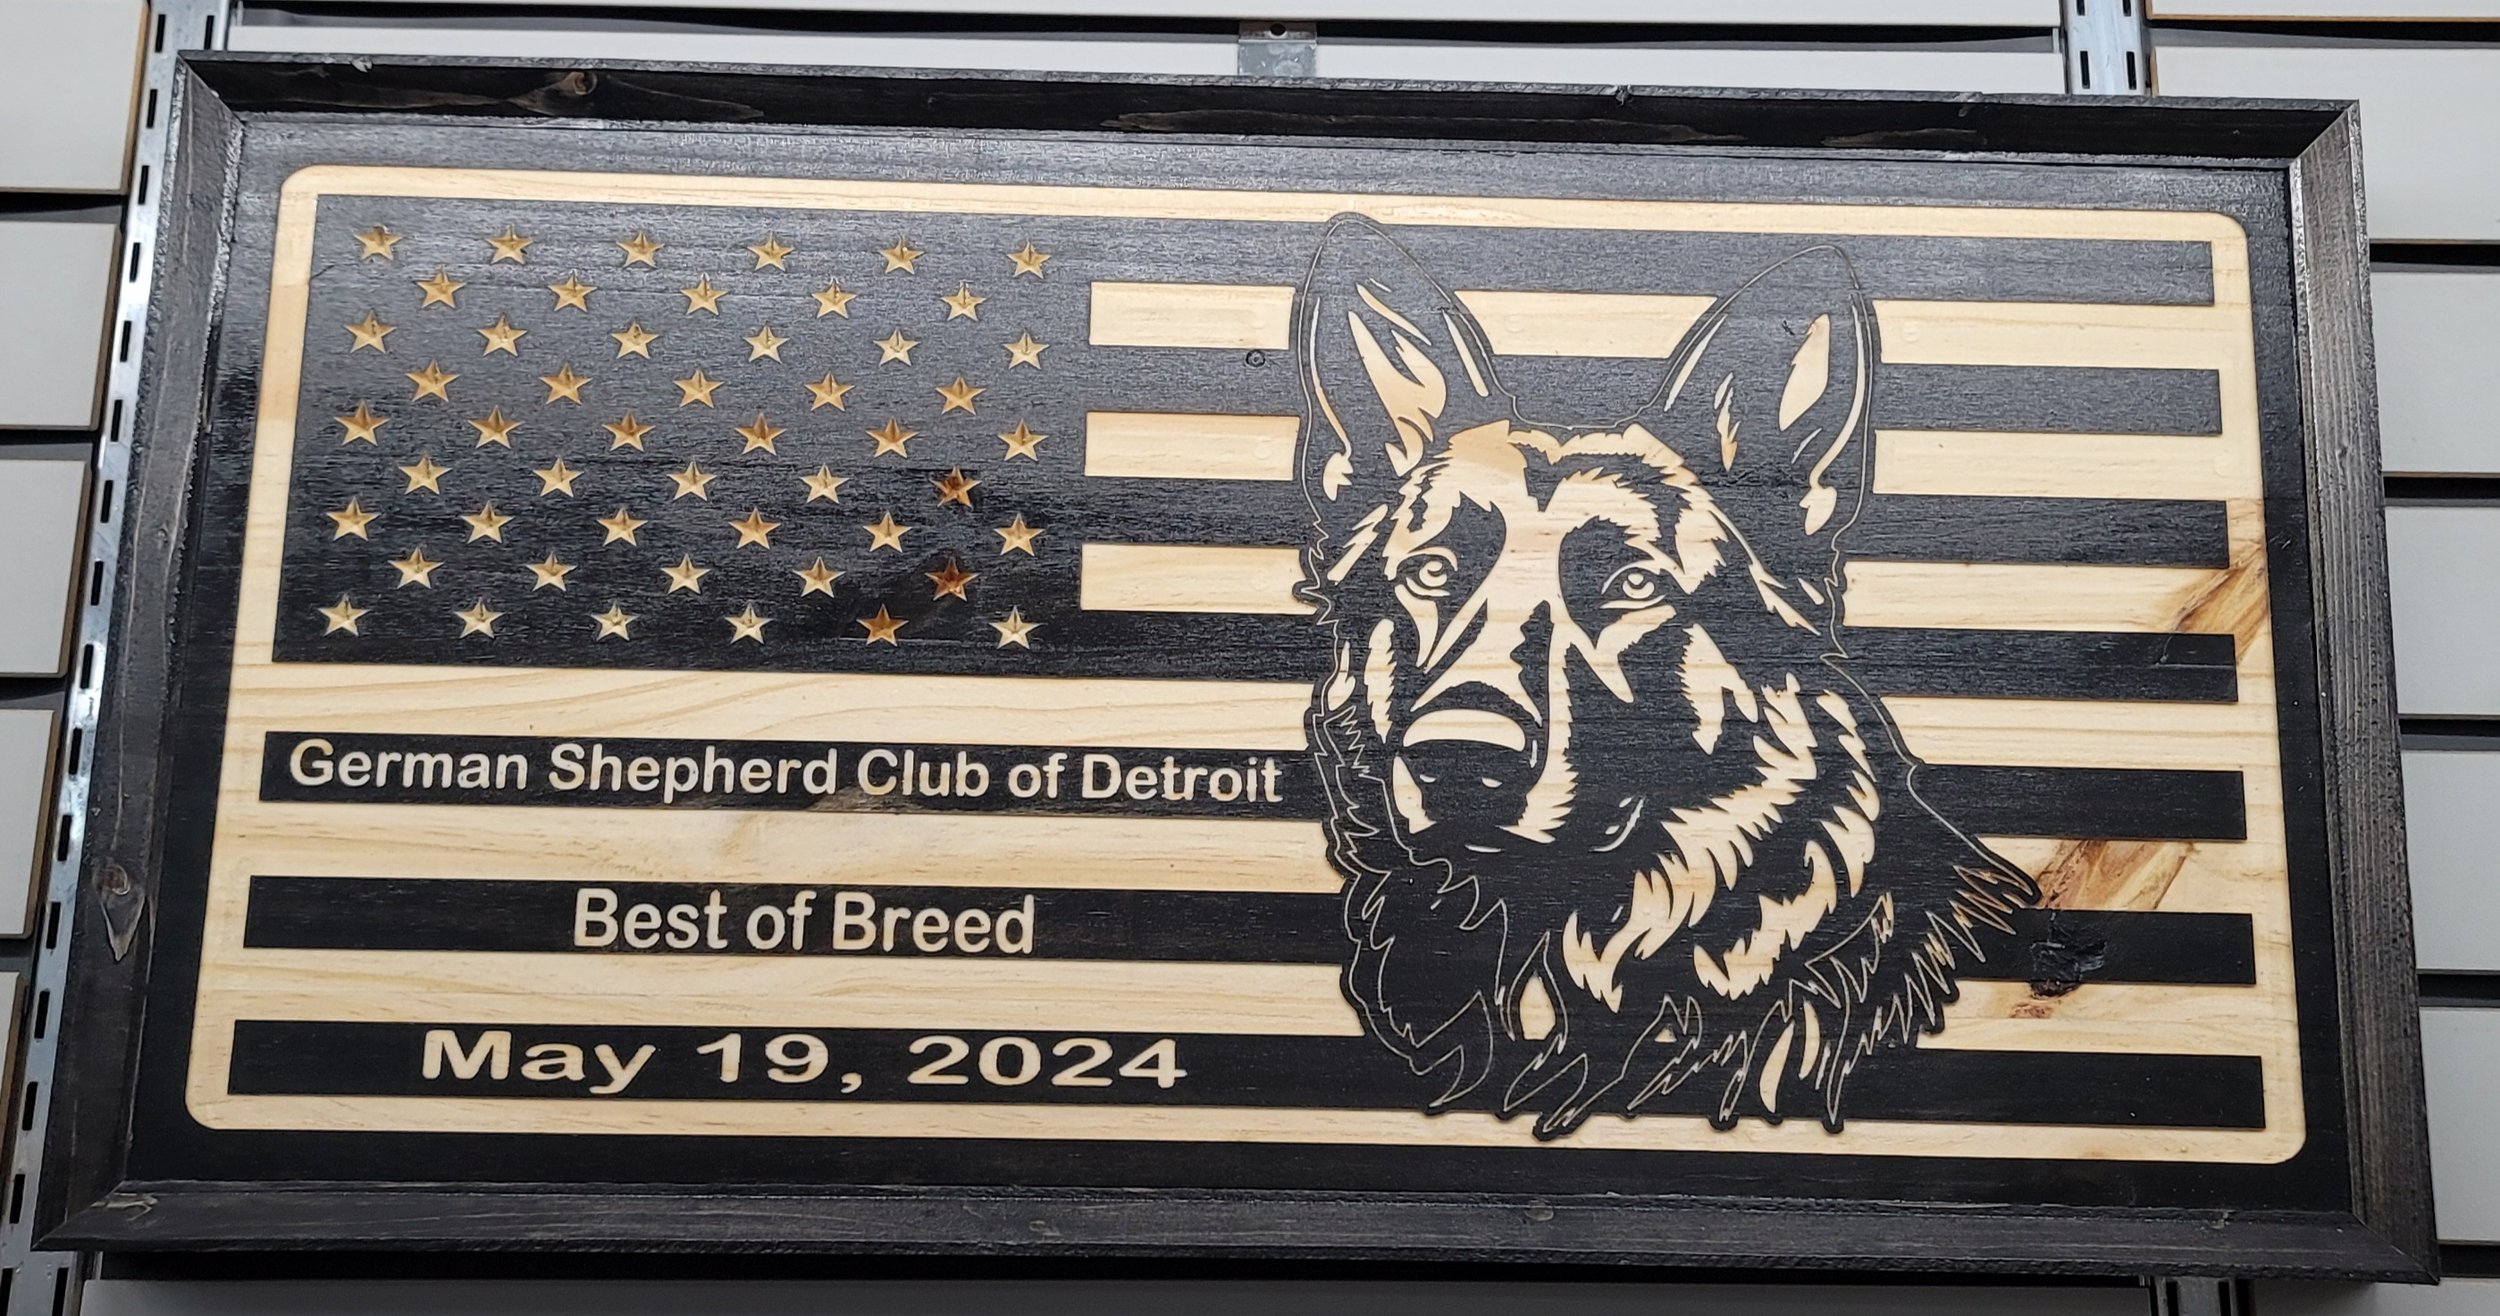 German Shepherd Club of Detroit
Best of Breed
May 19, 2024